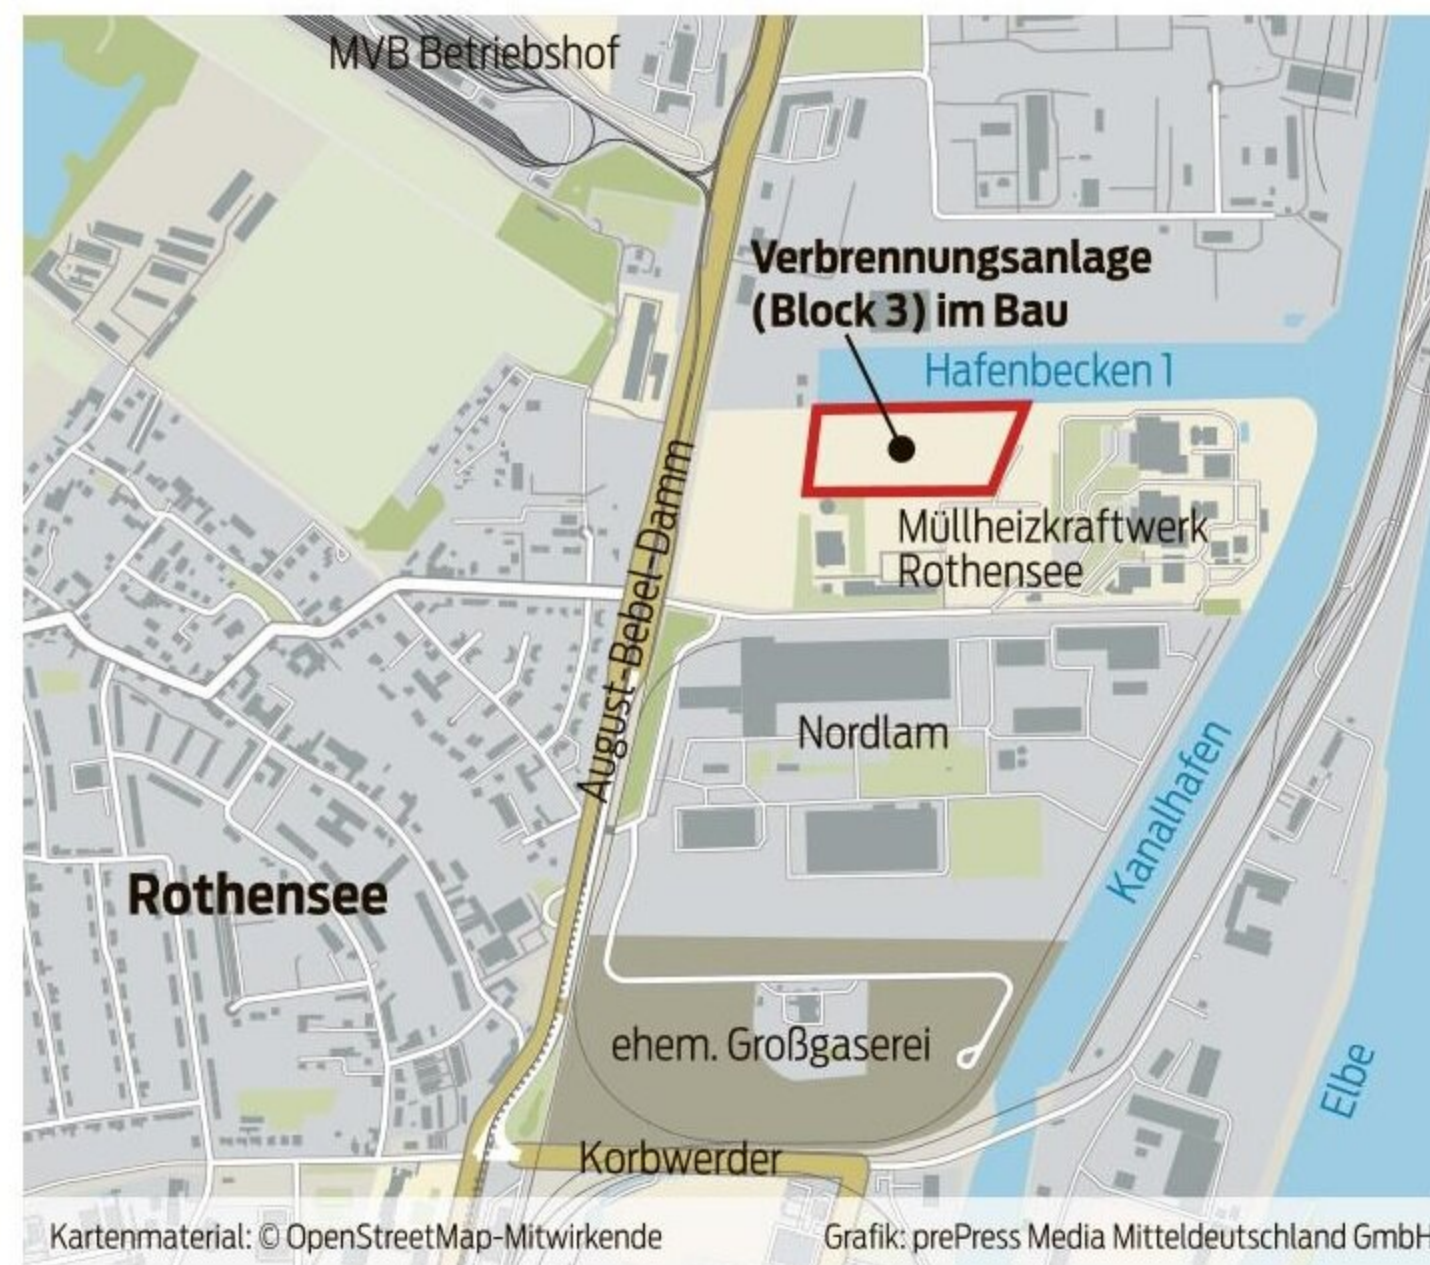 MVB Betriebshof
Verbrennungsanlage
(Block 3) im Bau
Hafenbecken 1
August-Bebel-Damm
Müllheizkraftwerk
Rothensee
Nordlam
Kanalhafen
Rothensee
ehem. Großgaserei
Elbe
Korbwerder
Kartenmaterial: © OpenStreetMap-Mitwirkende
Grafik: prePress Media Mitteldeutschland GmbH